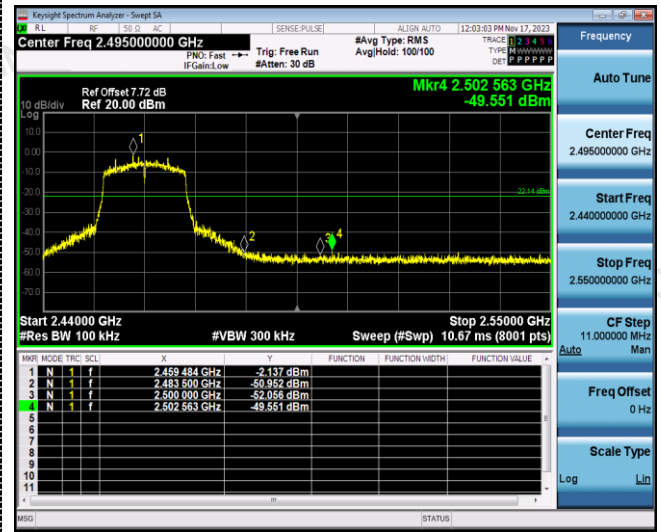 Keysight Spectrum Analyzer - Swept SA
RL RF 50 Ω AC SENSE:PULSE ALIGN AUTO 12:03:03 PM Nov 17, 2023
Center Freq 2.495000000 GHz
PNO: Fast
IFGain:Low
Trig: Free Run
#Atten: 30 dB
#Avg Type: RMS
Avg|Hold: 100/100
TRACE 1 2 3 4 5 6
TYPE M WWWWW
DET P P P P P P
Mkr4 2.502 563 GHz
-49.551 dBm
Ref Offset 7.72 dB
10 dB/div Ref 20.00 dBm
Log
10.0
0.00
-10.0
-20.0
-30.0
-40.0
-50.0
-60.0
-70.0
1
2
3
4
-22.14 dBm
Start 2.44000 GHz Stop 2.55000 GHz
#Res BW 100 kHz #VBW 300 kHz Sweep (#Swp) 10.67 ms (8001 pts)
MKR MODE TRC SCL X Y FUNCTION FUNCTION WIDTH FUNCTION VALUE
1 N 1 f 2.459 484 GHz -2.137 dBm
2 N 1 f 2.483 500 GHz -50.952 dBm
3 N 1 f 2.500 000 GHz -52.056 dBm
4 N 1 f 2.502 563 GHz -49.551 dBm
5
6
7
8
9
10
11
MSG STATUS
Frequency
Auto Tune
Center Freq
2.495000000 GHz
Start Freq
2.440000000 GHz
Stop Freq
2.550000000 GHz
CF Step
11.000000 MHz
Auto Man
Freq Offset
0 Hz
Scale Type
Log Lin